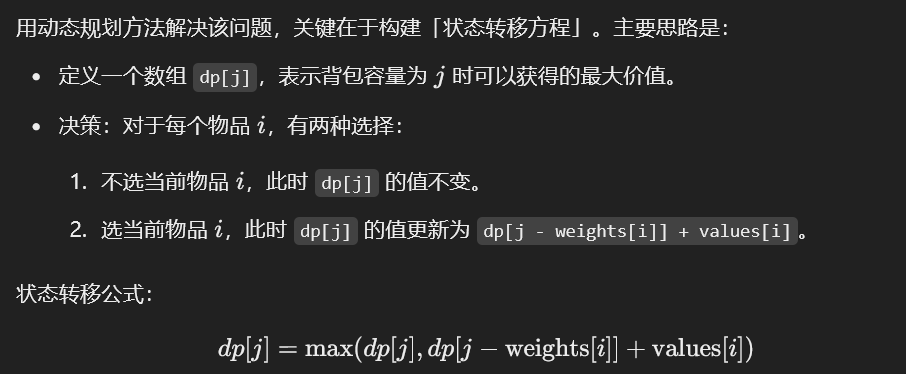 用动态规划方法解决该问题，关键在于构建「状态转移方程」。主要思路是：
• 定义一个数组 dp[j]，表示背包容量为 j 时可以获得的最大价值。
• 决策：对于每个物品 i，有两种选择：
1. 不选当前物品 i，此时 dp[j] 的值不变。
2. 选当前物品 i，此时 dp[j] 的值更新为 dp[j - weights[i]] + values[i]。
状态转移公式：
dp[j] = max(dp[j], dp[j − weights[i]] + values[i])